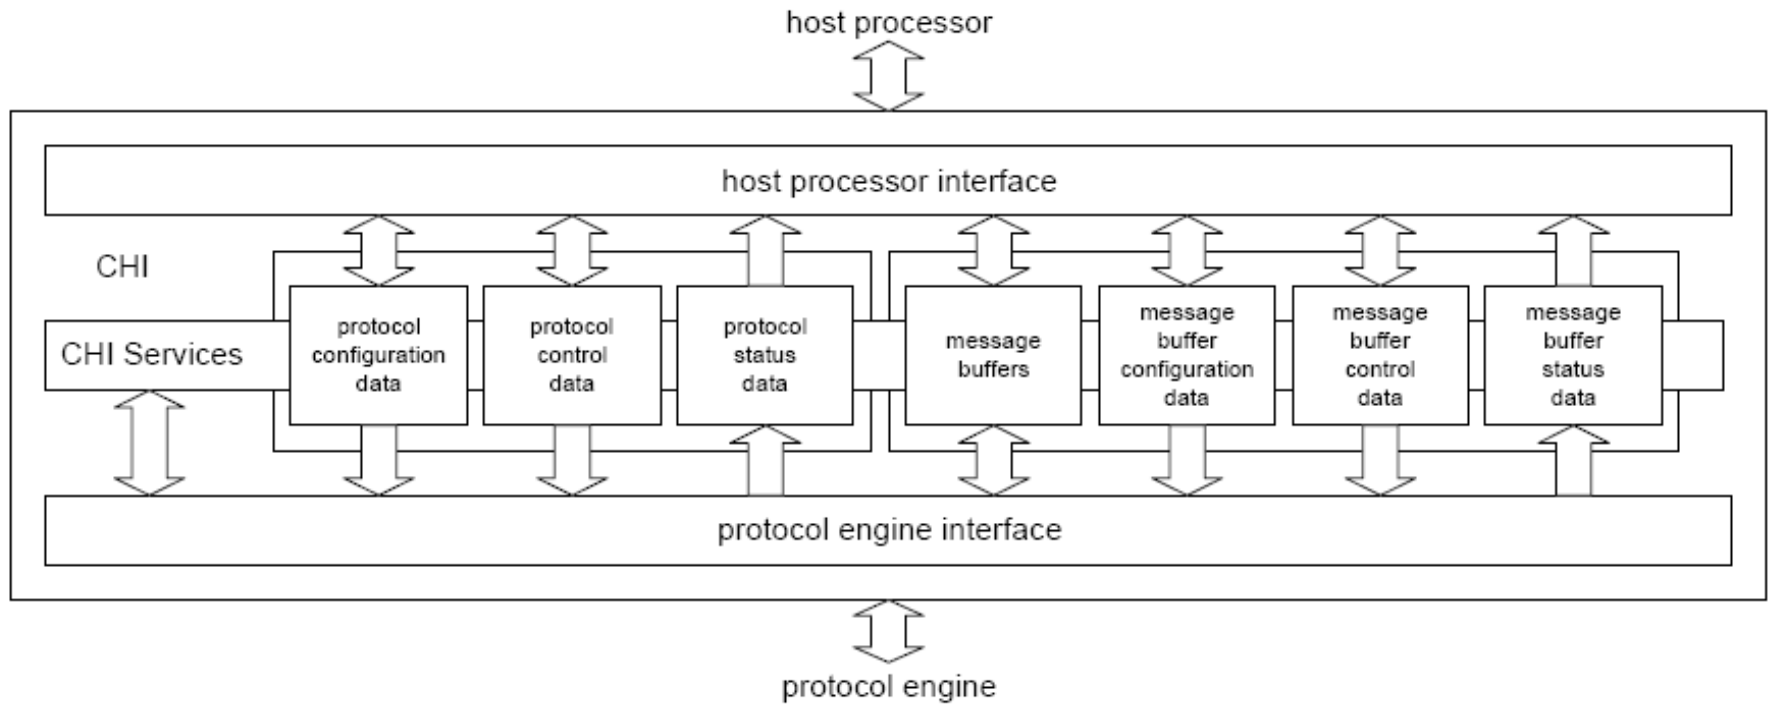 host processor
host processor interface
CHI
CHI Services
protocol
configuration
data
protocol
control
data
protocol
status
data
message
buffers
message
buffer
configuration
data
message
buffer
control
data
message
buffer
status
data
protocol engine interface
protocol engine